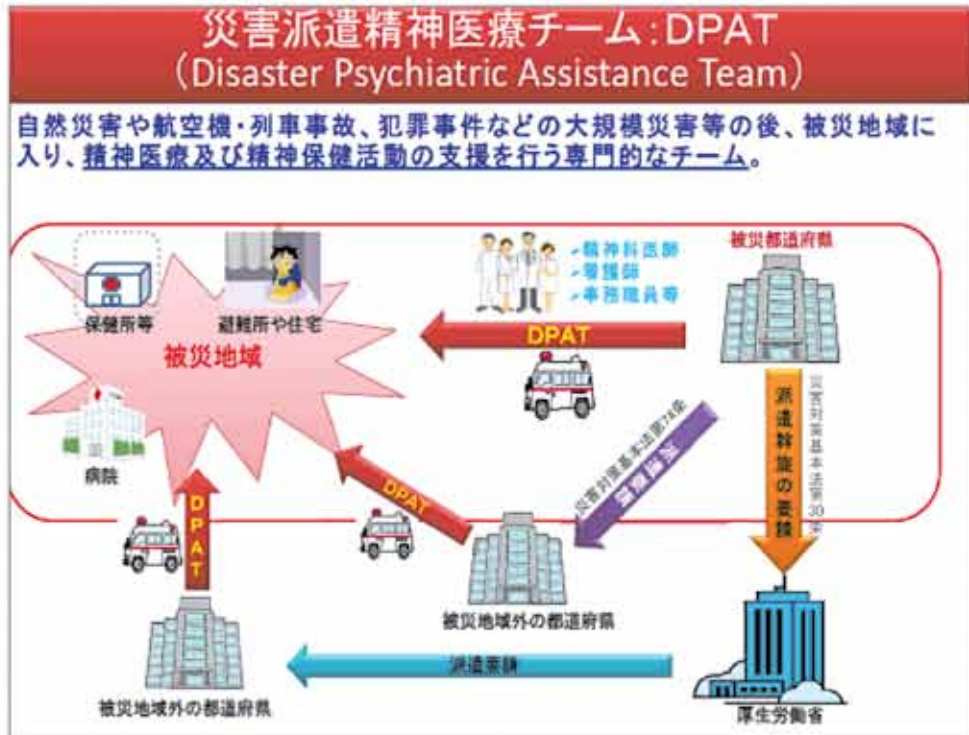 災害派遣精神医療チーム:DPAT
(Disaster Psychiatric Assistance Team)
自然災害や航空機・列車事故、犯罪事件などの大規模災害等の後、被災地域に
入り、精神医療及び精神保健活動の支援を行う専門的なチーム。
被災都道府県
精神科医師
看護師
事務職員等
保健所等
避難所や住宅
DPAT
被災地域
病院
災害対策基本法第74条
派遣幹旋の要請
災害対策基本法第30条
DPAT
DPAT
被災地域外の都道府県
派遣要請
被災地域外の都道府県
厚生労働省